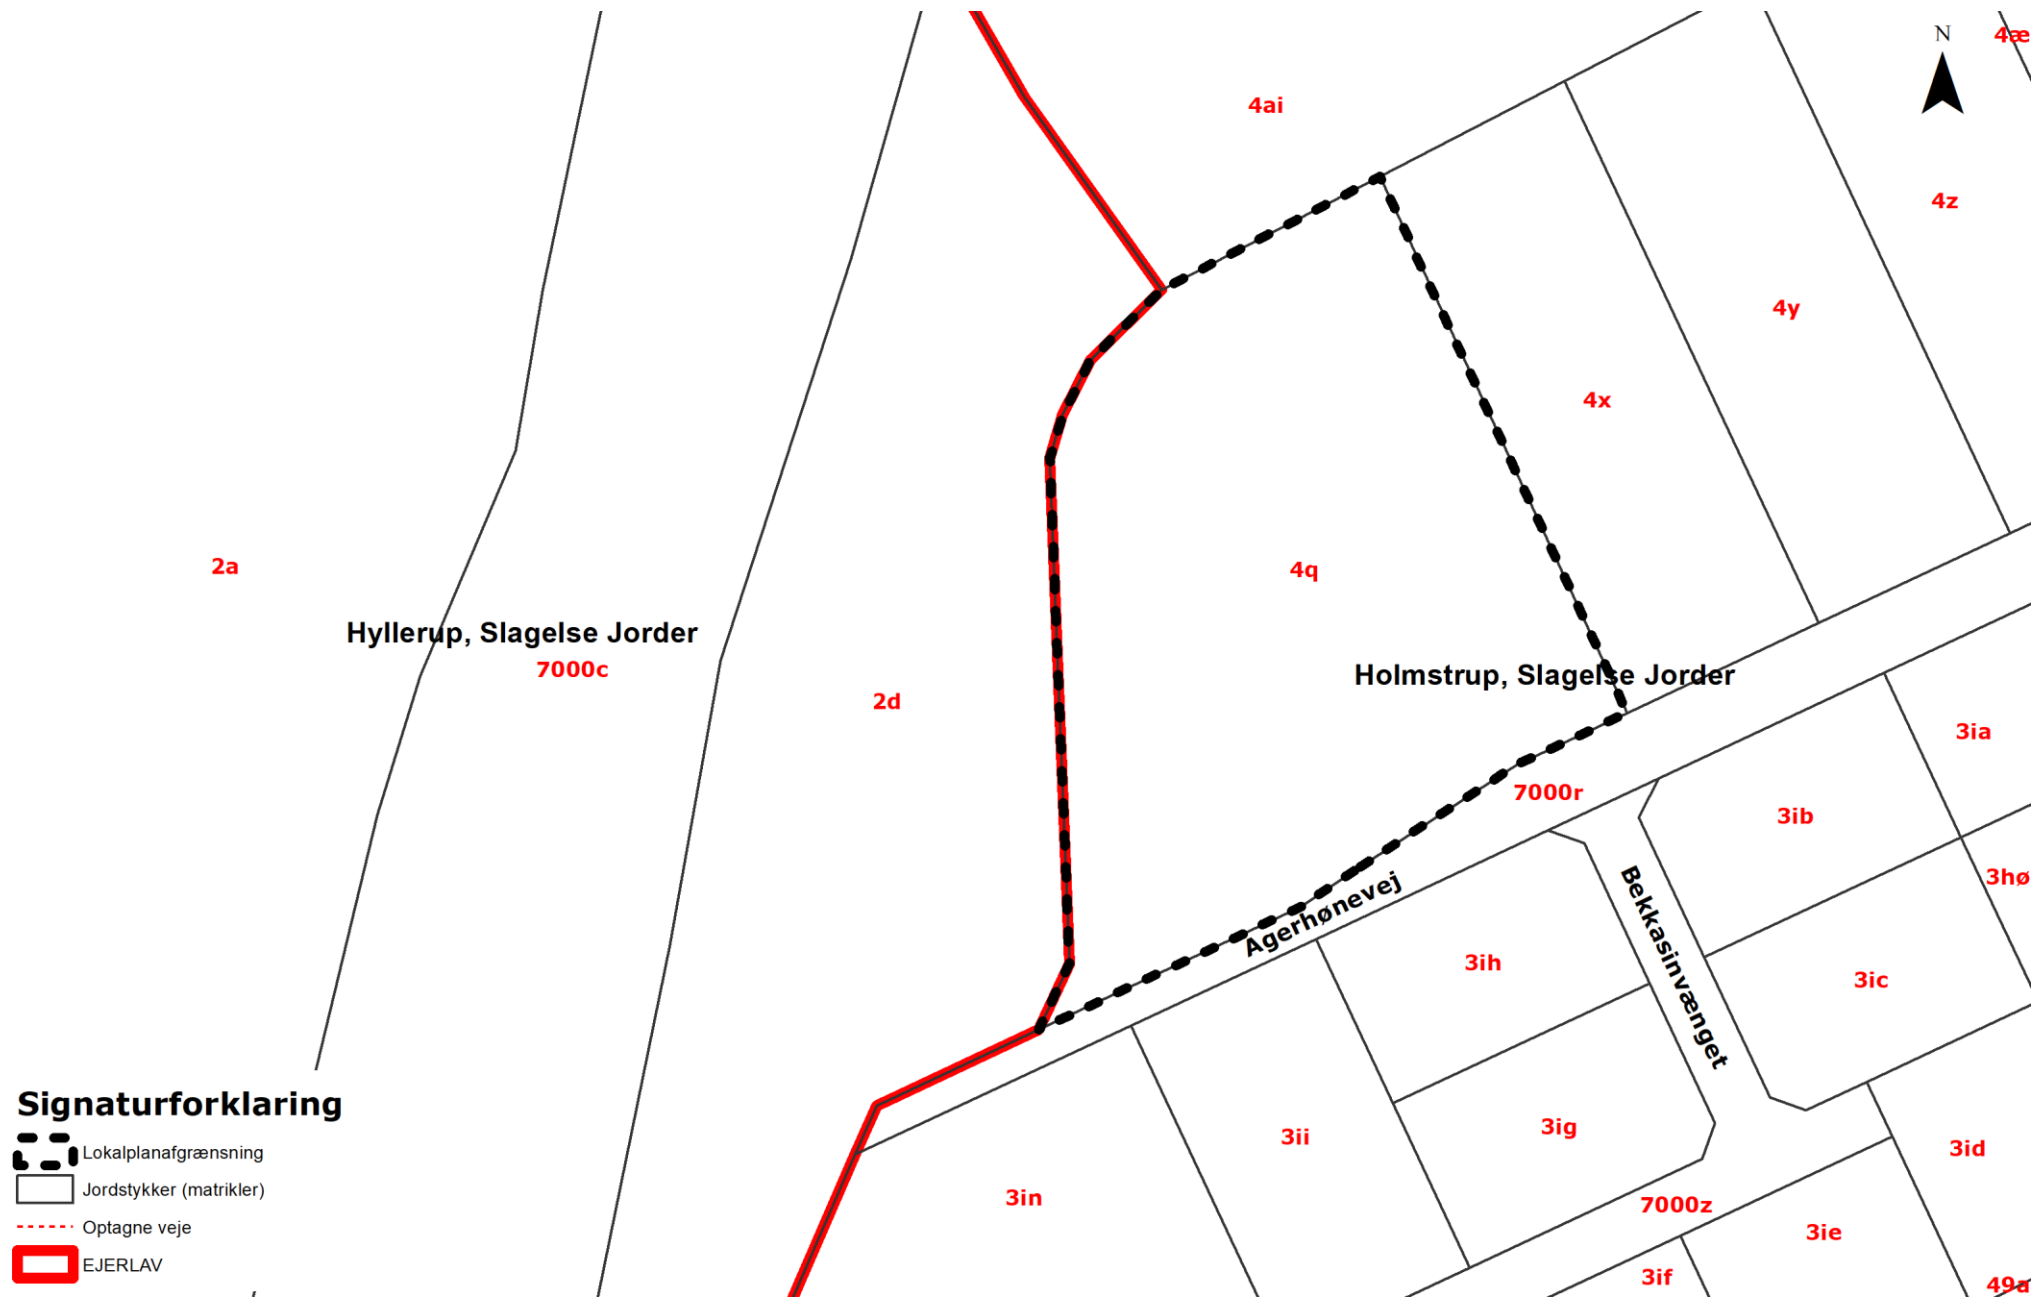 N
4æ
4ai
4z
4y
4x
2a
4q
Hyllerup, Slagelse Jorder
7000c
Holmstrup, Slagelse Jorder
2d
3ia
7000r
3ib
3hø
Agerhønevej
Bekkasinvænget
3ih
3ic
3ig
3ii
3id
3in
7000z
3ie
3if
49a
Signaturforklaring
Lokalplanafgrænsning
Jordstykker (matrikler)
Optagne veje
EJERLAV